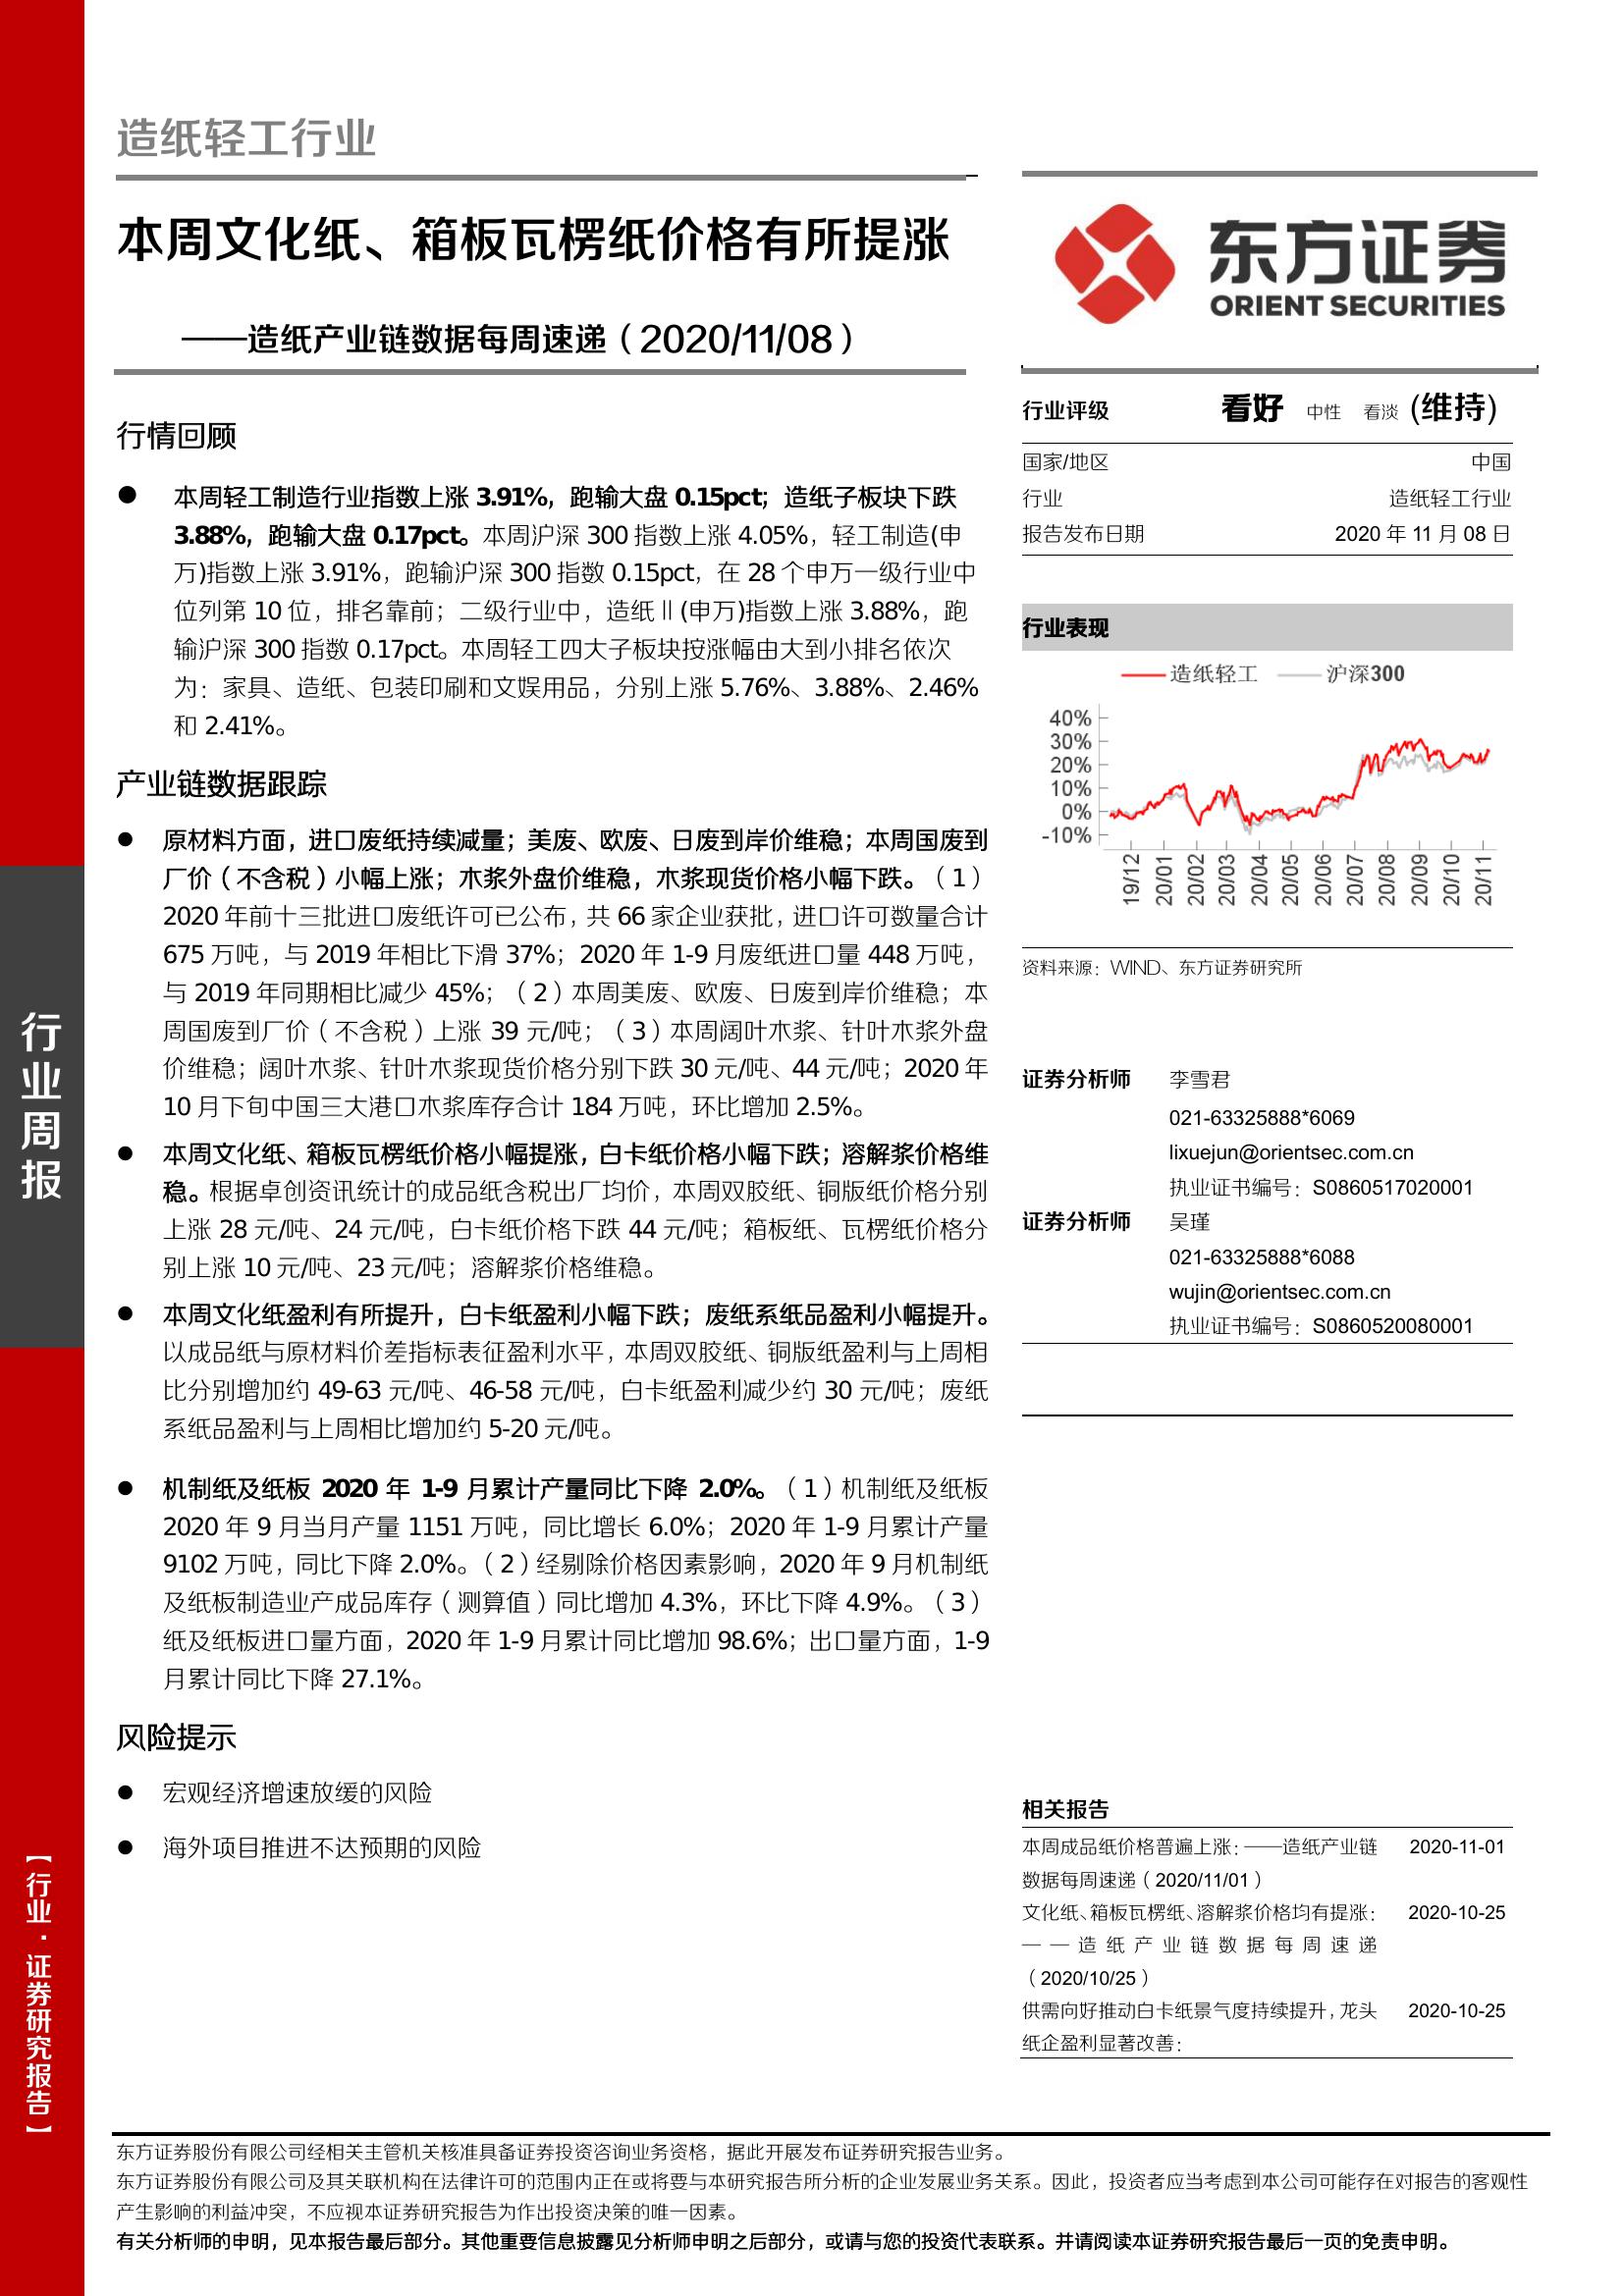 造纸轻工行业
本周文化纸、箱板瓦楞纸价格有所提涨
——造纸产业链数据每周速递（2020/11/08）
行情回顾
● 本周轻工制造行业指数上涨 3.91%，跑输大盘 0.15pct；造纸子板块下跌
3.88%，跑输大盘 0.17pct。本周沪深 300 指数上涨 4.05%，轻工制造(申
万)指数上涨 3.91%，跑输沪深 300 指数 0.15pct，在 28 个申万一级行业中
位列第 10 位，排名靠前；二级行业中，造纸Ⅱ(申万)指数上涨 3.88%，跑
输沪深 300 指数 0.17pct。本周轻工四大子板块按涨幅由大到小排名依次
为：家具、造纸、包装印刷和文娱用品，分别上涨 5.76%、3.88%、2.46%
和 2.41%。
产业链数据跟踪
● 原材料方面，进口废纸持续减量；美废、欧废、日废到岸价维稳；本周国废到
厂价（不含税）小幅上涨；木浆外盘价维稳，木浆现货价格小幅下跌。（1）
2020 年前十三批进口废纸许可已公布，共 66 家企业获批，进口许可数量合计
675 万吨，与 2019 年相比下滑 37%；2020 年 1-9 月废纸进口量 448 万吨，
与 2019 年同期相比减少 45%；（2）本周美废、欧废、日废到岸价维稳；本
周国废到厂价（不含税）上涨 39 元/吨；（3）本周阔叶木浆、针叶木浆外盘
价维稳；阔叶木浆、针叶木浆现货价格分别下跌 30 元/吨、44 元/吨；2020 年
10 月下旬中国三大港口木浆库存合计 184 万吨，环比增加 2.5%。
● 本周文化纸、箱板瓦楞纸价格小幅提涨，白卡纸价格小幅下跌；溶解浆价格维
稳。根据卓创资讯统计的成品纸含税出厂均价，本周双胶纸、铜版纸价格分别
上涨 28 元/吨、24 元/吨，白卡纸价格下跌 44 元/吨；箱板纸、瓦楞纸价格分
别上涨 10 元/吨、23 元/吨；溶解浆价格维稳。
● 本周文化纸盈利有所提升，白卡纸盈利小幅下跌；废纸系纸品盈利小幅提升。
以成品纸与原材料价差指标表征盈利水平，本周双胶纸、铜版纸盈利与上周相
比分别增加约 49-63 元/吨、46-58 元/吨，白卡纸盈利减少约 30 元/吨；废纸
系纸品盈利与上周相比增加约 5-20 元/吨。
● 机制纸及纸板 2020 年 1-9 月累计产量同比下降 2.0%。（1）机制纸及纸板
2020 年 9 月当月产量 1151 万吨，同比增长 6.0%；2020 年 1-9 月累计产量
9102 万吨，同比下降 2.0%。（2）经剔除价格因素影响，2020 年 9 月机制纸
及纸板制造业产成品库存（测算值）同比增加 4.3%，环比下降 4.9%。（3）
纸及纸板进口量方面，2020 年 1-9 月累计同比增加 98.6%；出口量方面，1-9
月累计同比下降 27.1%。
风险提示
● 宏观经济增速放缓的风险
● 海外项目推进不达预期的风险
东方证券
ORIENT SECURITIES
行业评级 看好 中性 看淡 (维持)
国家/地区 中国
行业 造纸轻工行业
报告发布日期 2020 年 11 月 08 日
行业表现
造纸轻工 沪深300
40%
30%
20%
10%
0%
-10%
19/12 20/01 20/02 20/03 20/04 20/05 20/06 20/07 20/08 20/09 20/10 20/11
资料来源：WIND、东方证券研究所
证券分析师 李雪君
021-63325888*6069
lixuejun@orientsec.com.cn
执业证书编号：S0860517020001
证券分析师 吴瑾
021-63325888*6088
wujin@orientsec.com.cn
执业证书编号：S0860520080001
相关报告
本周成品纸价格普遍上涨：——造纸产业链 2020-11-01
数据每周速递（2020/11/01）
文化纸、箱板瓦楞纸、溶解浆价格均有提涨： 2020-10-25
——造纸产业链数据每周速递
（2020/10/25）
供需向好推动白卡纸景气度持续提升，龙头 2020-10-25
纸企盈利显著改善：
行业周报
【行业·证券研究报告】
东方证券股份有限公司经相关主管机关核准具备证券投资咨询业务资格，据此开展发布证券研究报告业务。
东方证券股份有限公司及其关联机构在法律许可的范围内正在或将要与本研究报告所分析的企业发展业务关系。因此，投资者应当考虑到本公司可能存在对报告的客观性
产生影响的利益冲突，不应视本证券研究报告为作出投资决策的唯一因素。
有关分析师的申明，见本报告最后部分。其他重要信息披露见分析师申明之后部分，或请与您的投资代表联系。并请阅读本证券研究报告最后一页的免责申明。